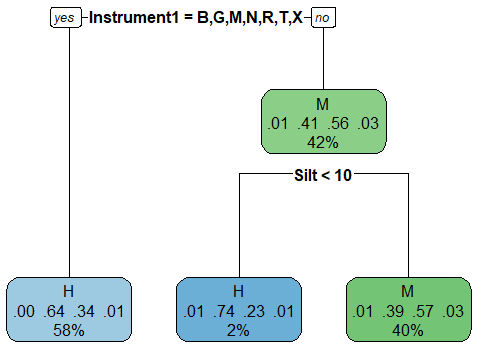 yes Instrument1 = B,G,M,N,R,T,X no
M
.01 .41 .56 .03
42%
Silt < 10
H
.00 .64 .34 .01
58%
H
.01 .74 .23 .01
2%
M
.01 .39 .57 .03
40%